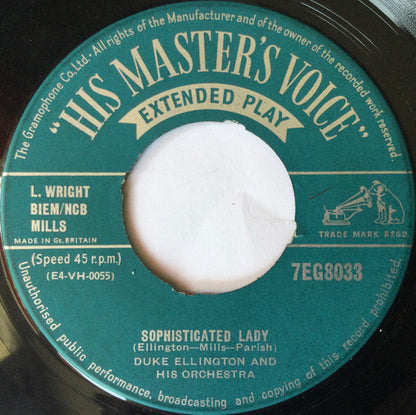 The Gramophone Co. Ltd. All rights of the Manufacturer and of the owner of the recorded work reserved.
"HIS MASTER'S VOICE"
EXTENDED PLAY
L. WRIGHT
BIEM/NCB
MILLS
MADE IN Gt. BRITAIN
TRADE MARK REGD.
(Speed 45 r.p.m.)
(E4-VH-0055)
7EG8033
SOPHISTICATED LADY
(Ellington—Mills—Parish)
DUKE ELLINGTON AND
HIS ORCHESTRA
Unauthorised public performance, broadcasting and copying of this record prohibited.